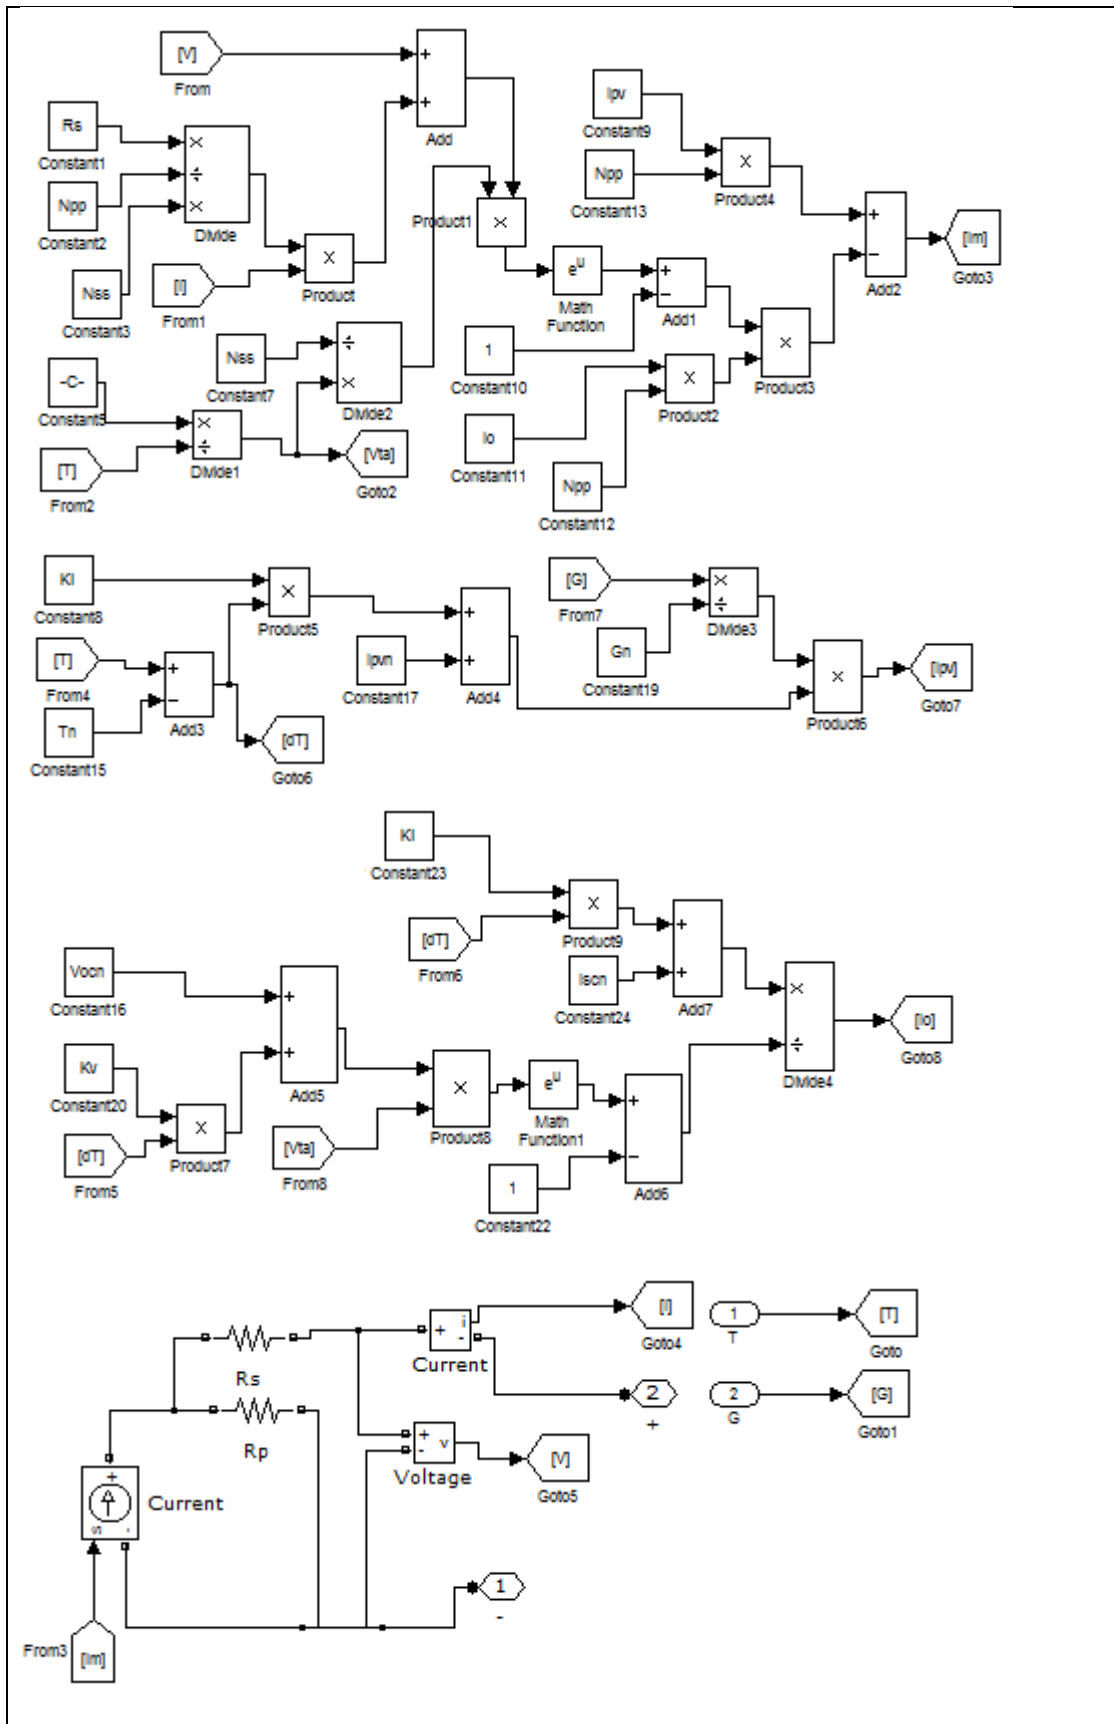 [V]
From
+
+
Add
Rs
Constant1
Npp
Constant2
Nss
Constant3
×
÷
×
Divide
[I]
From1
×
Product
Product1
×
Nss
Constant7
÷
×
Divide2
-C-
Constant5
[T]
From2
×
÷
Divide1
[Vta]
Goto2
e^u
Math
Function
1
Constant10
+
−
Add1
Io
Constant11
Npp
Constant12
×
Product2
×
Product3
Ipv
Constant9
Npp
Constant13
×
Product4
+
−
Add2
[Im]
Goto3
KI
Constant8
[T]
From4
Tn
Constant15
+
−
Add3
×
Product5
[dT]
Goto6
Ipvn
Constant17
+
+
Add4
[G]
From7
Gn
Constant19
×
÷
Divide3
×
Product6
[Ipv]
Goto7
KI
Constant23
[dT]
From6
×
Product9
Iscn
Constant24
+
+
Add7
Vocn
Constant16
Kv
Constant20
[dT]
From5
×
Product7
+
+
Add5
[Vta]
From8
×
Product8
e^u
Math
Function1
1
Constant22
+
−
Add6
×
÷
Divide4
[Io]
Goto8
Rs
Rp
+ i
-
Current
[I]
Goto4
1
T
[T]
Goto
2
+
2
G
[G]
Goto1
+
- v
Voltage
[V]
Goto5
+
s -
Current
1
-
From3
[Im]